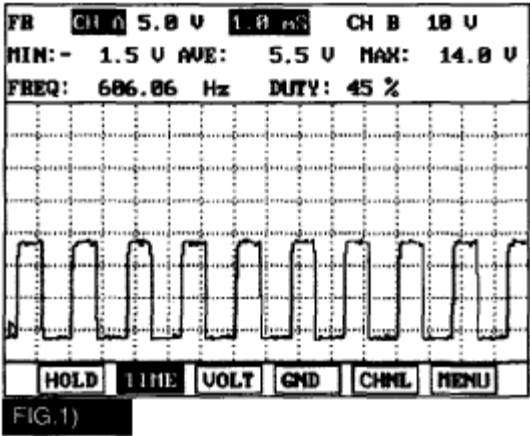 FR CH A 5.0 V 1.0 mS CH B 10 V
MIN:- 1.5 V AVE: 5.5 V MAX: 14.0 V
FREQ: 606.06 Hz DUTY: 45 %
HOLD TIME VOLT GND CHNL MENU
FIG.1)